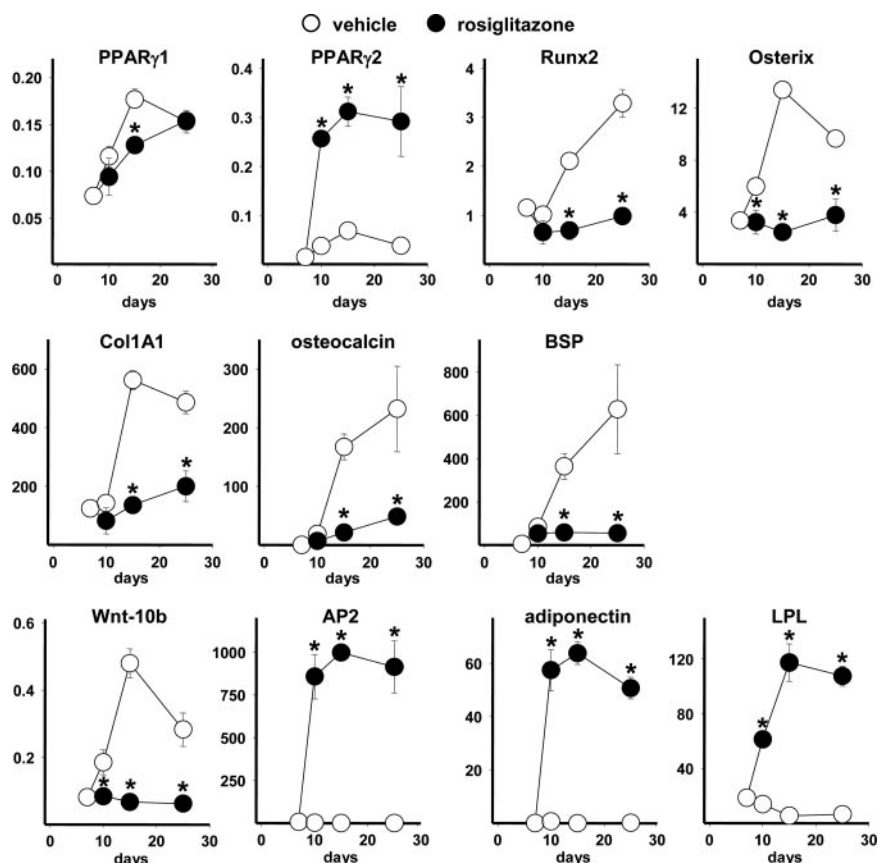 vehicle rosiglitazone
PPARγ1 PPARγ2 Runx2 Osterix
0.20 0.15 0.10 0.05
0.4 0.3 0.2 0.1
4 3 2 1
12 8 4
* * * * * * * * *
0 10 20 30 0 10 20 30 0 10 20 30 0 10 20 30
days days days days
Col1A1 osteocalcin BSP
600 400 200
300 200 100
800 600 400 200
* * * * * *
0 10 20 30 0 10 20 30 0 10 20 30
days days days
Wnt-10b AP2 adiponectin LPL
0.6 0.4 0.2
1000 750 500 250
60 40 20
120 80 40
* * * * * * * * * * * *
0 10 20 30 0 10 20 30 0 10 20 30 0 10 20 30
days days days days